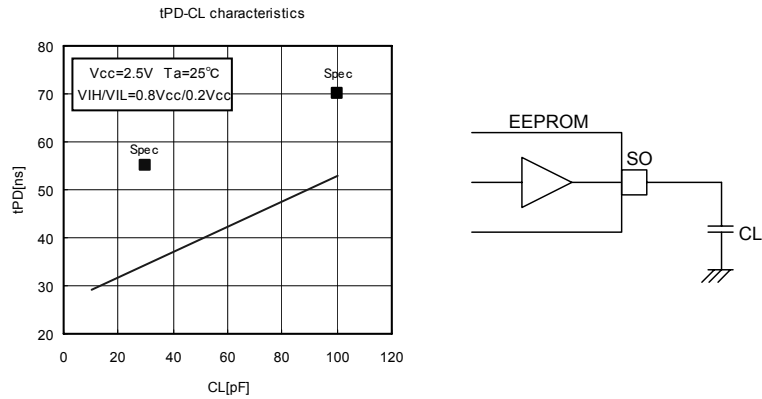 tPD-CL characteristics
80
70
60
50
40
30
20
0
20
40
60
80
100
120
tPD[ns]
CL[pF]
Vcc=2.5V Ta=25°C
VIH/VIL=0.8Vcc/0.2Vcc
Spec
Spec
EEPROM
SO
CL